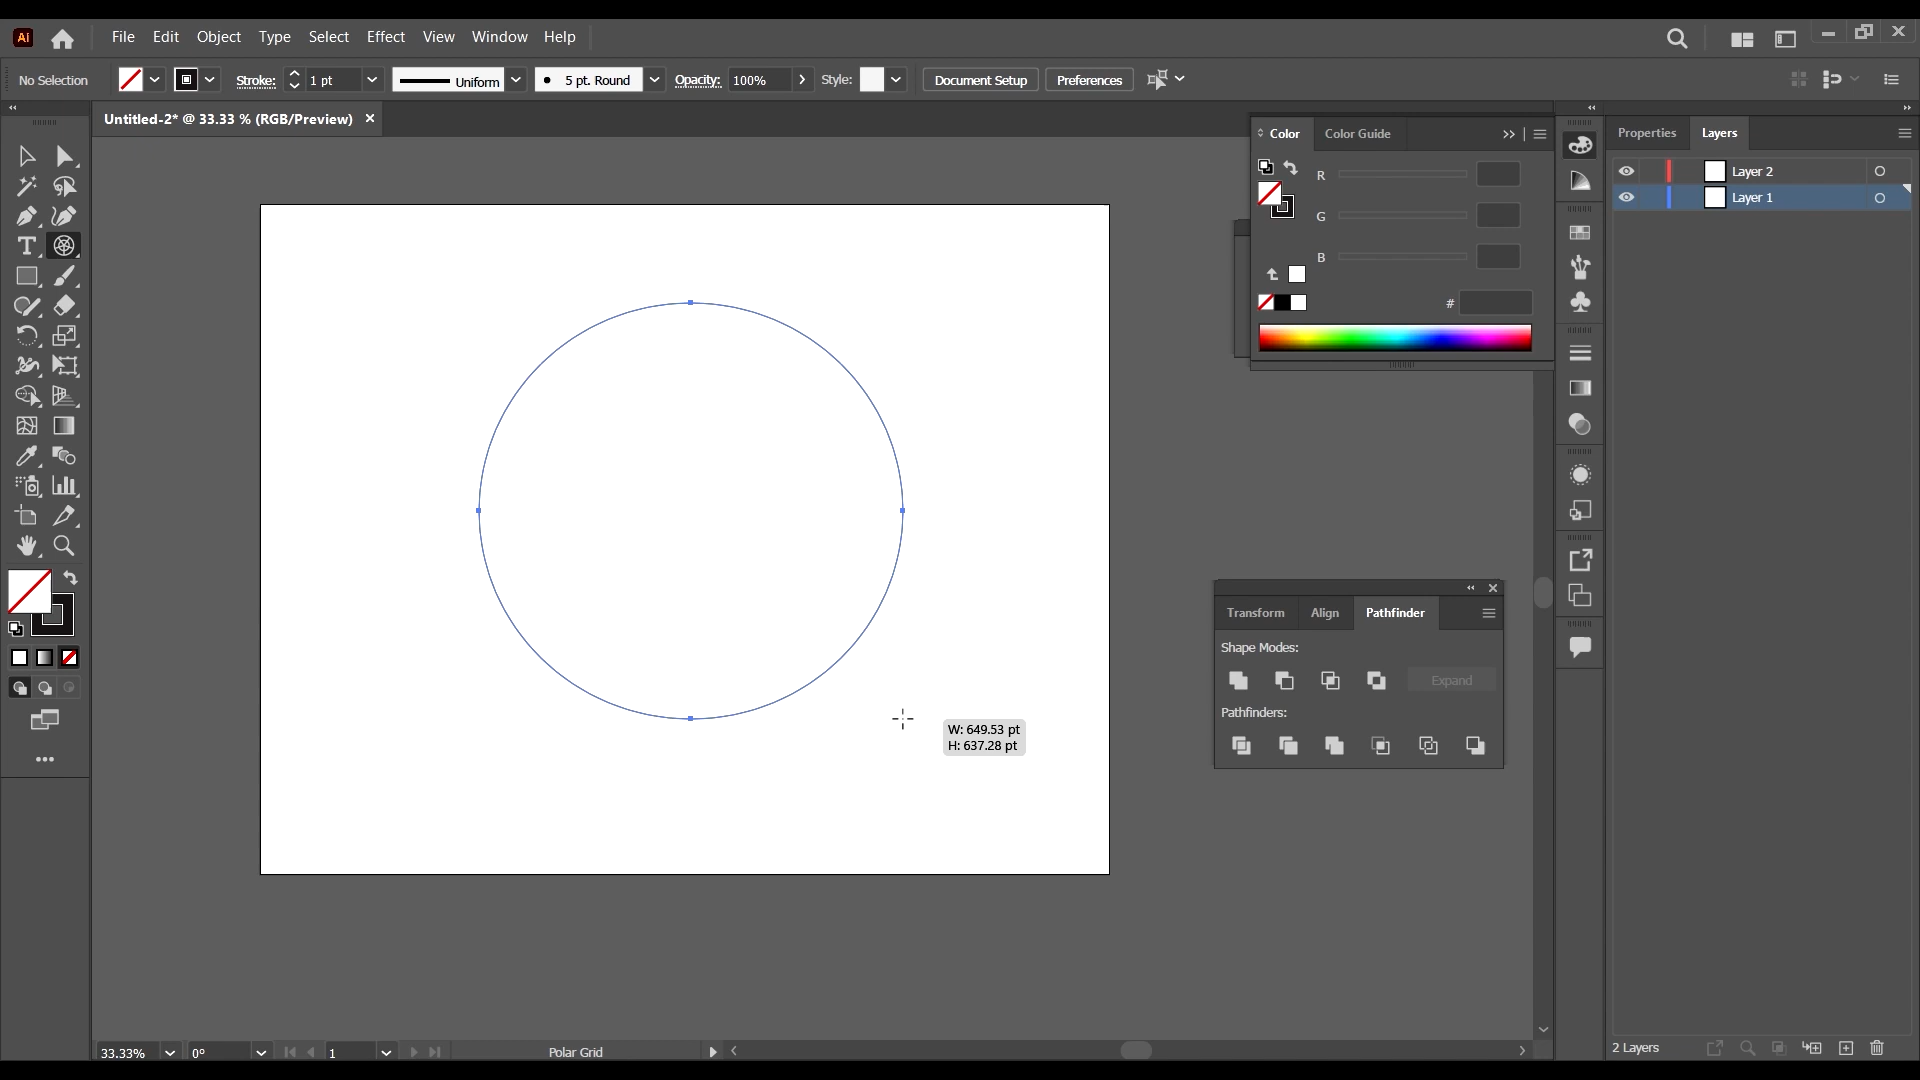 Ai File Edit Object Type Select Effect View Window Help
No Selection Stroke: 1 pt Uniform 5 pt. Round Opacity: 100% Style: Document Setup Preferences
Untitled-2* @ 33.33 % (RGB/Preview)
Color Color Guide
R
G
B
#
Properties Layers
Layer 2
Layer 1
T
W: 649.53 pt
H: 637.28 pt
Transform Align Pathfinder
Shape Modes:
Expand
Pathfinders:
33.33% 0° 1 Polar Grid
2 Layers